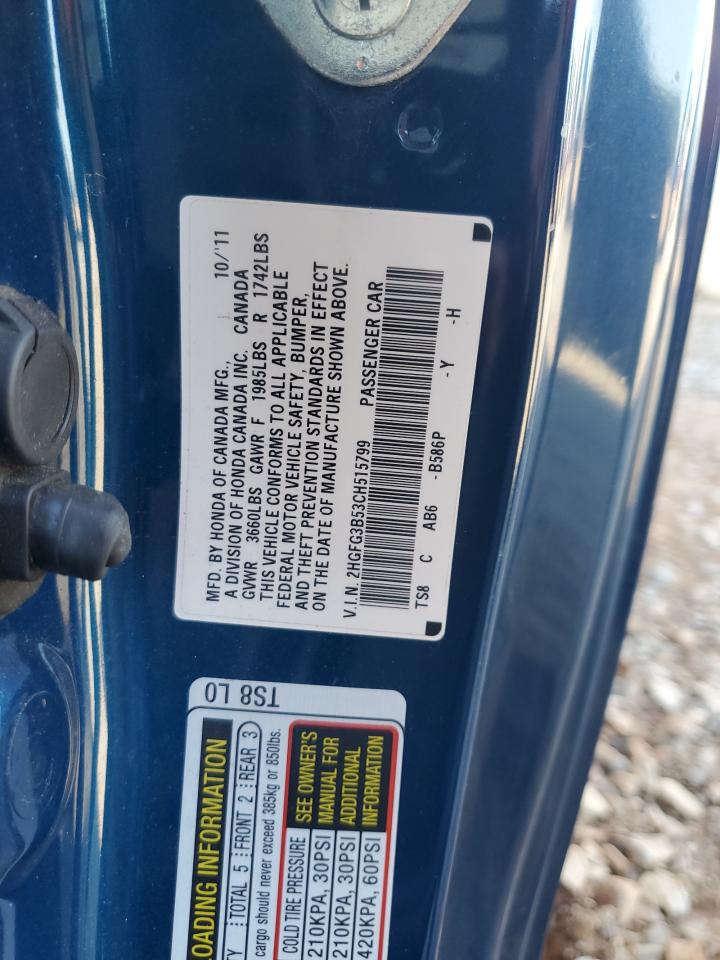 MFD. BY HONDA OF CANADA MFG. 10/'11
A DIVISION OF HONDA CANADA INC. CANADA
GVWR 3660LBS GAWR F 1985LBS R 1742LBS
THIS VEHICLE CONFORMS TO ALL APPLICABLE
FEDERAL MOTOR VEHICLE SAFETY, BUMPER,
AND THEFT PREVENTION STANDARDS IN EFFECT
ON THE DATE OF MANUFACTURE SHOWN ABOVE.
V.I.N. 2HGFG3B53CH515799 PASSENGER CAR
TS8 C AB6 -B586P -Y -H
TS8 L0
OADING INFORMATION
TY TOTAL 5 FRONT 2 REAR 3
cargo should never exceed 385kg or 850lbs.
COLD TIRE PRESSURE SEE OWNER'S
210KPA, 30PSI MANUAL FOR
210KPA, 30PSI ADDITIONAL
420KPA, 60PSI INFORMATION